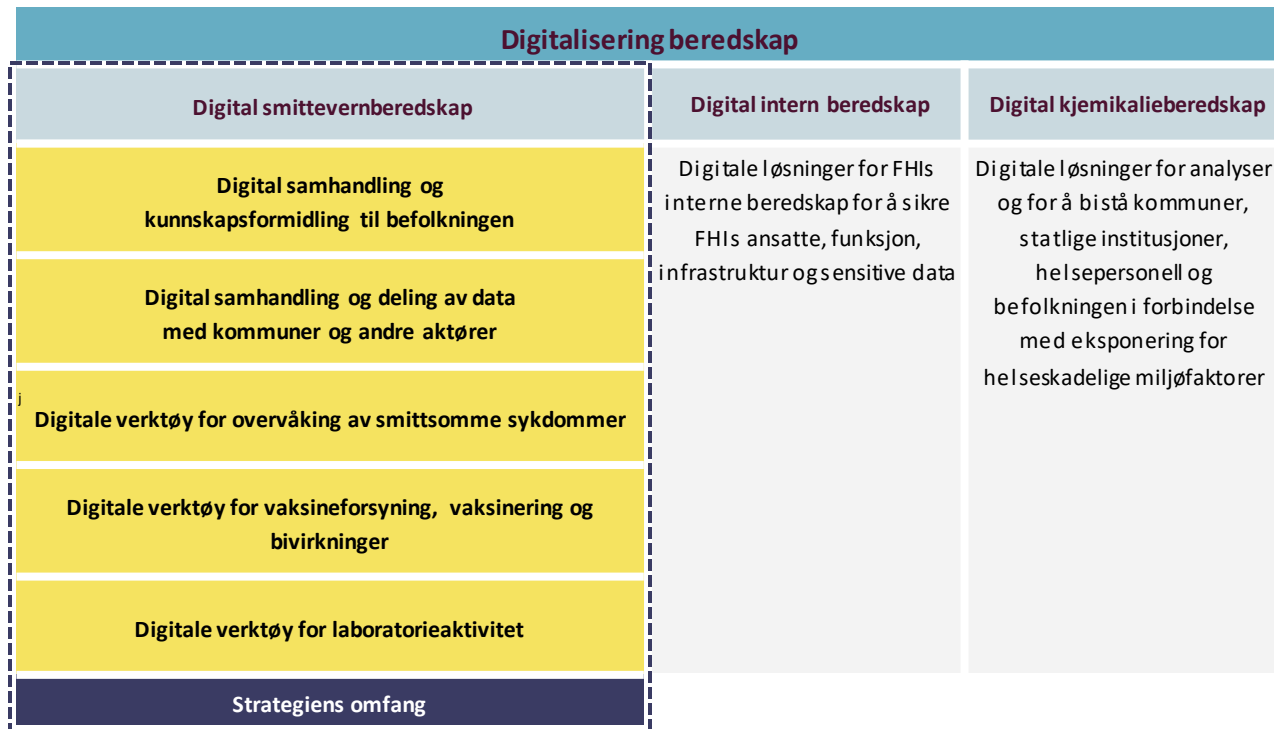 Digitalisering beredskap
Digital smittevernberedskap
Digital samhandling og
kunnskapsformidling til befolkningen
Digital samhandling og deling av data
med kommuner og andre aktører
j
Digitale verktøy for overvåking av smittsomme sykdommer
Digitale verktøy for vaksineforsyning, vaksinering og
bivirkninger
Digitale verktøy for laboratorieaktivitet
Strategiens omfang
Digital intern beredskap
Digitale løsninger for FHIs
interne beredskap for å sikre
FHIs ansatte, funksjon,
infrastruktur og sensitive data
Digital kjemikalieberedskap
Digitale løsninger for analyser
og for å bistå kommuner,
statlige institusjoner,
helsepersonell og
befolkningen i forbindelse
med eksponering for
helseskadelige miljøfaktorer